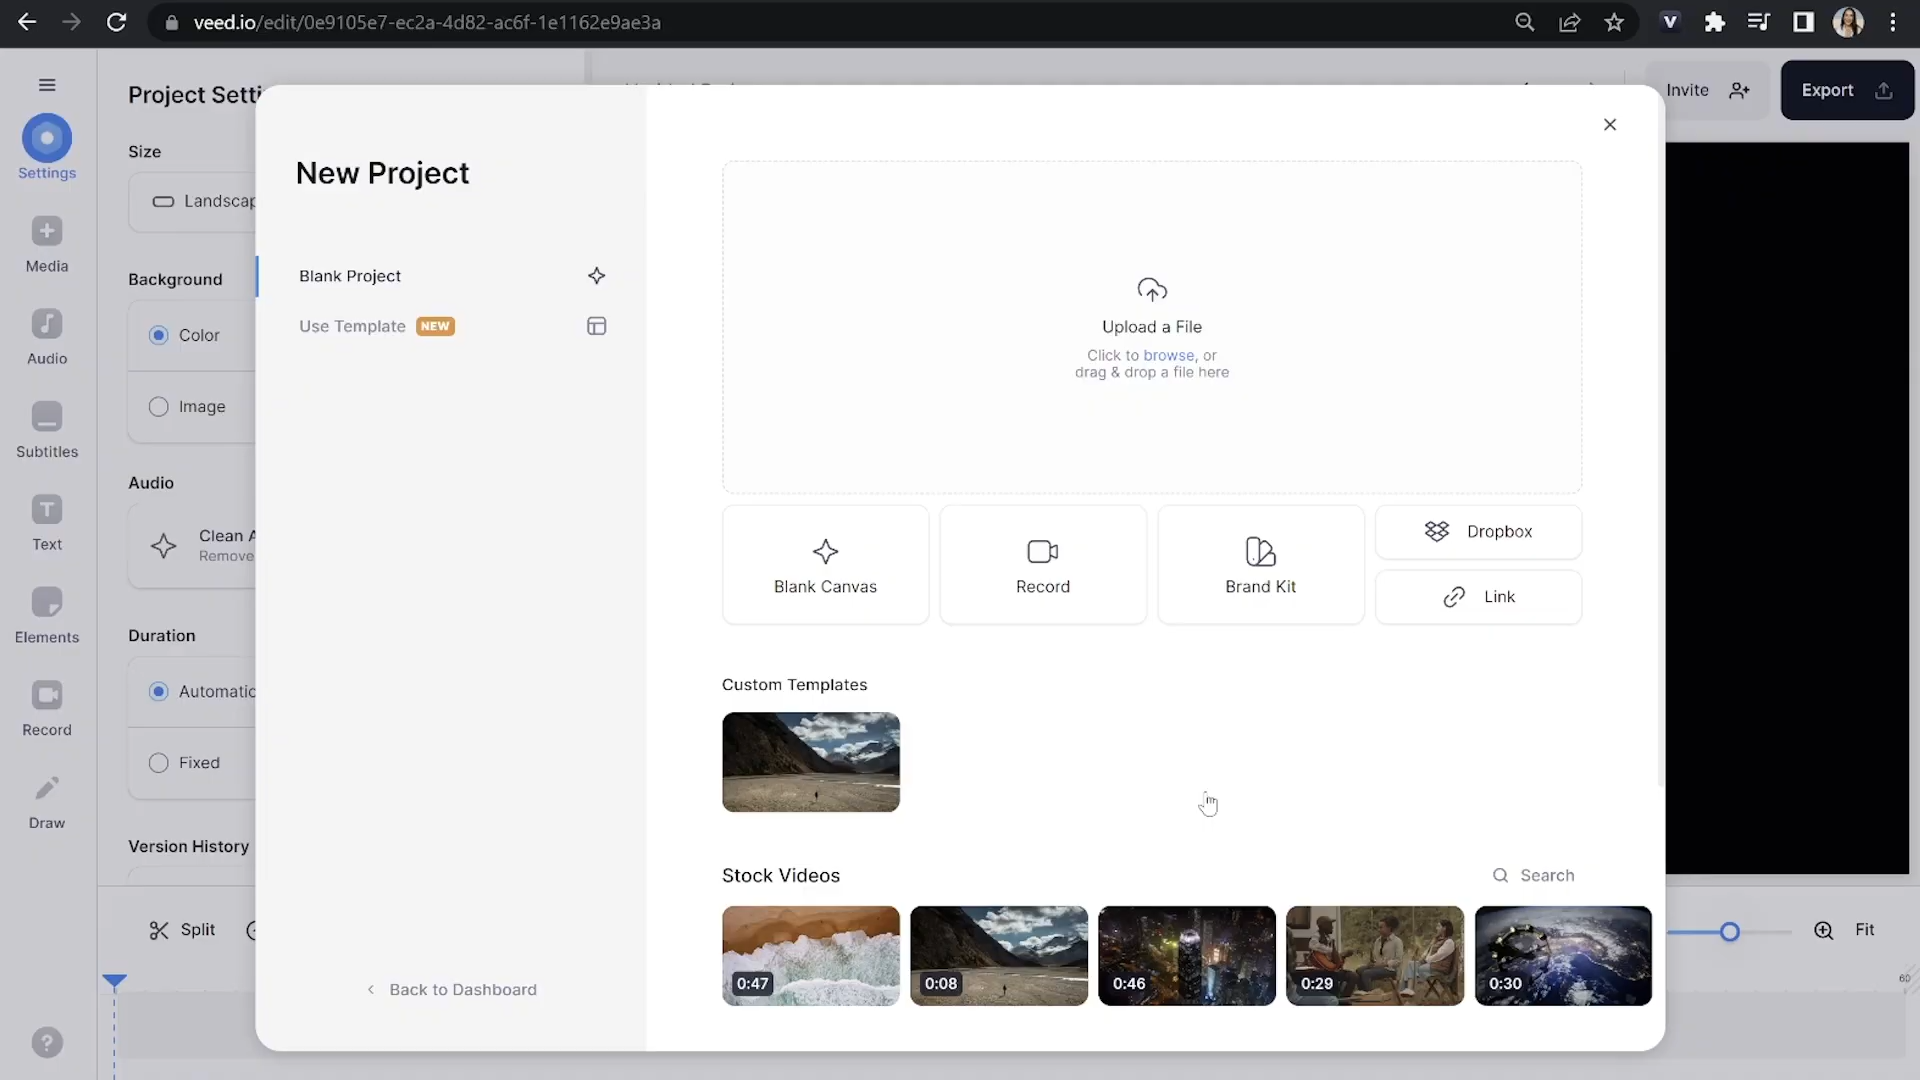 veed.io/edit/0e9105e7-ec2a-4d82-ac6f-1e1162e9ae3a
Invite
Export
Settings
Media
Audio
Subtitles
Text
Elements
Record
Draw
Project Setti
Size
Landscap
Background
Color
Image
Audio
Clean A
Remove
Duration
Automatic
Fixed
Version History
Split
New Project
Blank Project
Use Template NEW
Back to Dashboard
Upload a File
Click to browse, or
drag & drop a file here
Blank Canvas
Record
Brand Kit
Dropbox
Link
Custom Templates
Stock Videos
Search
0:47
0:08
0:46
0:29
0:30
Fit
60